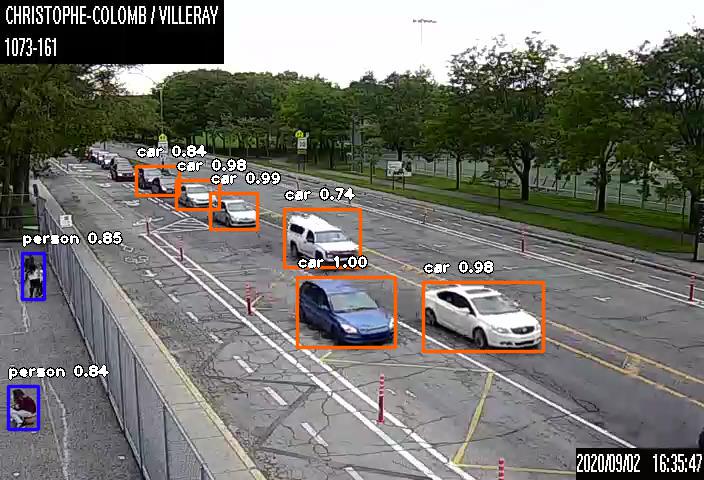 CHRISTOPHE-COLOMB / VILLERAY
1073-161
car 0.84
car 0.98
car 0.99
car 0.74
person 0.85
car 1.00
car 0.98
person 0.84
2020/09/02 16:35:47